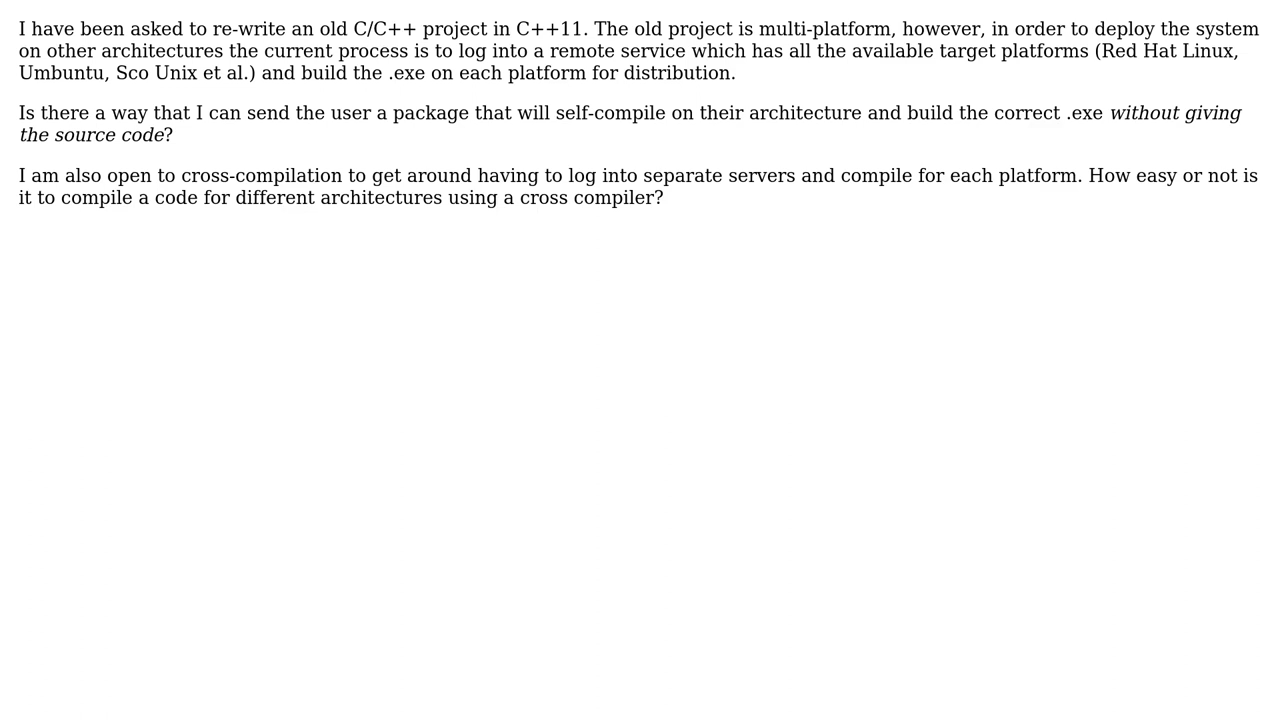 I have been asked to re-write an old C/C++ project in C++11. The old project is multi-platform, however, in order to deploy the system
on other architectures the current process is to log into a remote service which has all the available target platforms (Red Hat Linux,
Umbuntu, Sco Unix et al.) and build the .exe on each platform for distribution.
Is there a way that I can send the user a package that will self-compile on their architecture and build the correct .exe without giving
the source code?
I am also open to cross-compilation to get around having to log into separate servers and compile for each platform. How easy or not is
it to compile a code for different architectures using a cross compiler?